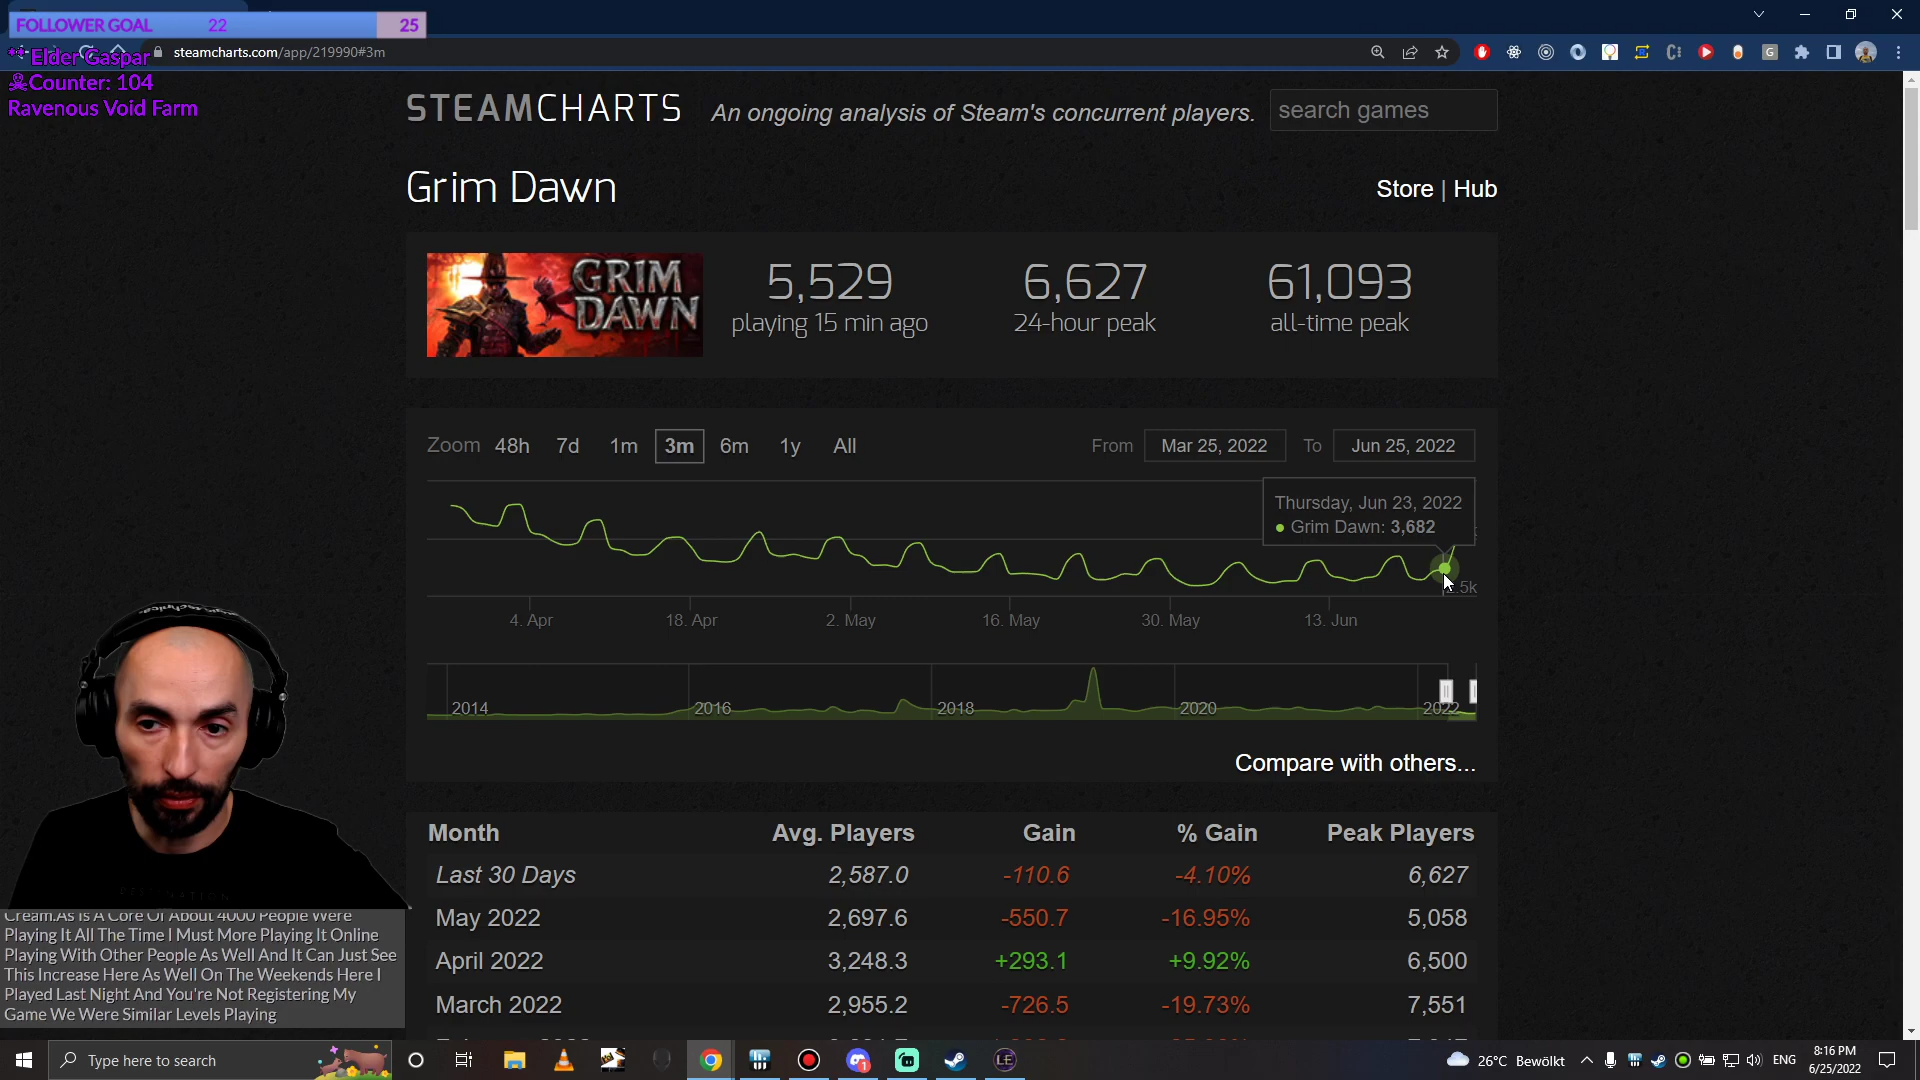 FOLLOWER GOAL 22 25
Elder Gaspar
Counter: 104
Ravenous Void Farm
steamcharts.com/app/219990#3m
STEAMCHARTS An ongoing analysis of Steam's concurrent players. search games
Grim Dawn Store | Hub
GRIM DAWN
5,529 6,627 61,093
playing 15 min ago 24-hour peak all-time peak
Zoom 48h 7d 1m 3m 6m 1y All From Mar 25, 2022 To Jun 25, 2022
Thursday, Jun 23, 2022
Grim Dawn: 3,682
4. Apr 18. Apr 2. May 16. May 30. May 13. Jun
2014 2016 2018 2020 2022
Compare with others...
Month Avg. Players Gain % Gain Peak Players
Last 30 Days 2,587.0 -110.6 -4.10% 6,627
May 2022 2,697.6 -550.7 -16.95% 5,058
April 2022 3,248.3 +293.1 +9.92% 6,500
March 2022 2,955.2 -726.5 -19.73% 7,551
Cream.As Is A Core Of About 4000 People Were
Playing It All The Time I Must More Playing It Online
Playing With Other People As Well And It Can Just See
This Increase Here As Well On The Weekends Here I
Played Last Night And You're Not Registering My
Game We Were Similar Levels Playing
Type here to search
26°C Bewölkt
ENG
8:16 PM
6/25/2022